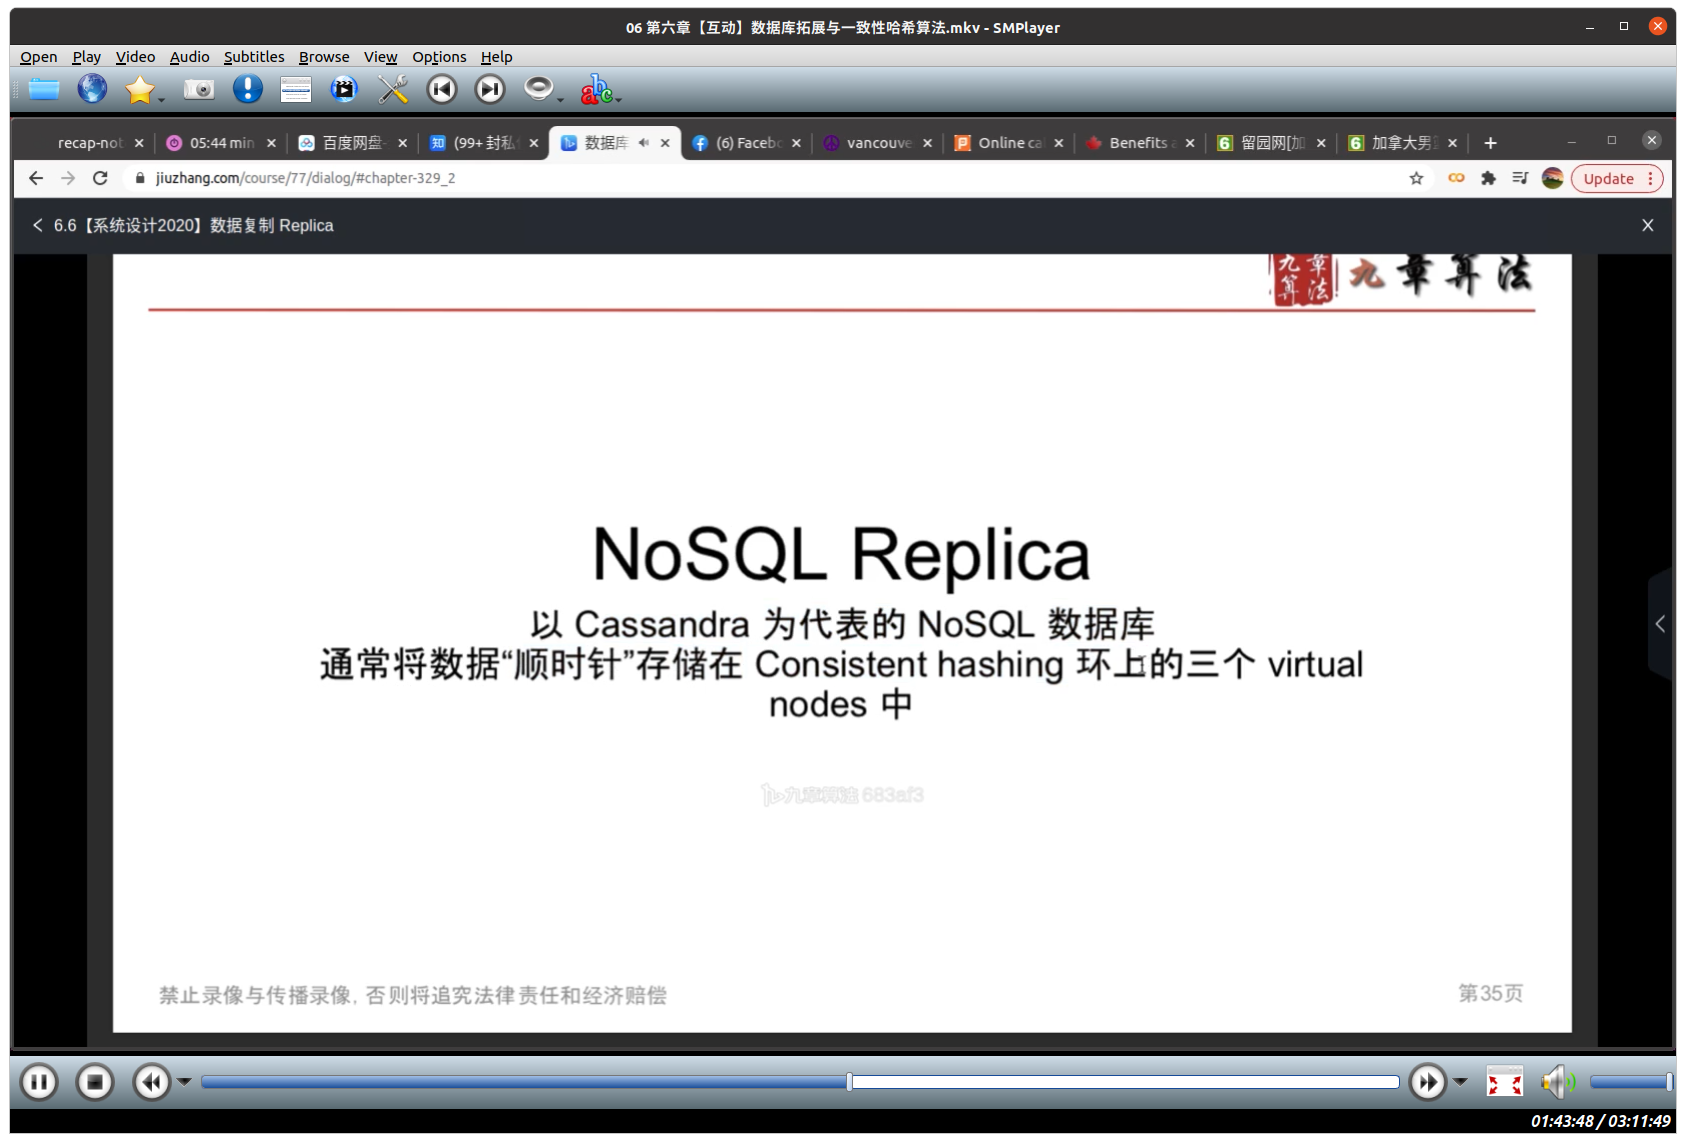 06 第六章【互动】数据库拓展与一致性哈希算法.mkv - SMPlayer
Open Play Video Audio Subtitles Browse View Options Help
recap-not 05:44 min 百度网盘- (99+ 封私 数据库 (6) Facebo vancouve Online ca Benefits a 留园网[加 加拿大男
jiuzhang.com/course/77/dialog/#chapter-329_2 Update
6.6【系统设计2020】数据复制 Replica
九章算法 九章算法
NoSQL Replica
以 Cassandra 为代表的 NoSQL 数据库
通常将数据“顺时针”存储在 Consistent hashing 环上的三个 virtual
nodes 中
九章算法 683af3
禁止录像与传播录像, 否则将追究法律责任和经济赔偿
第35页
01:43:48 / 03:11:49